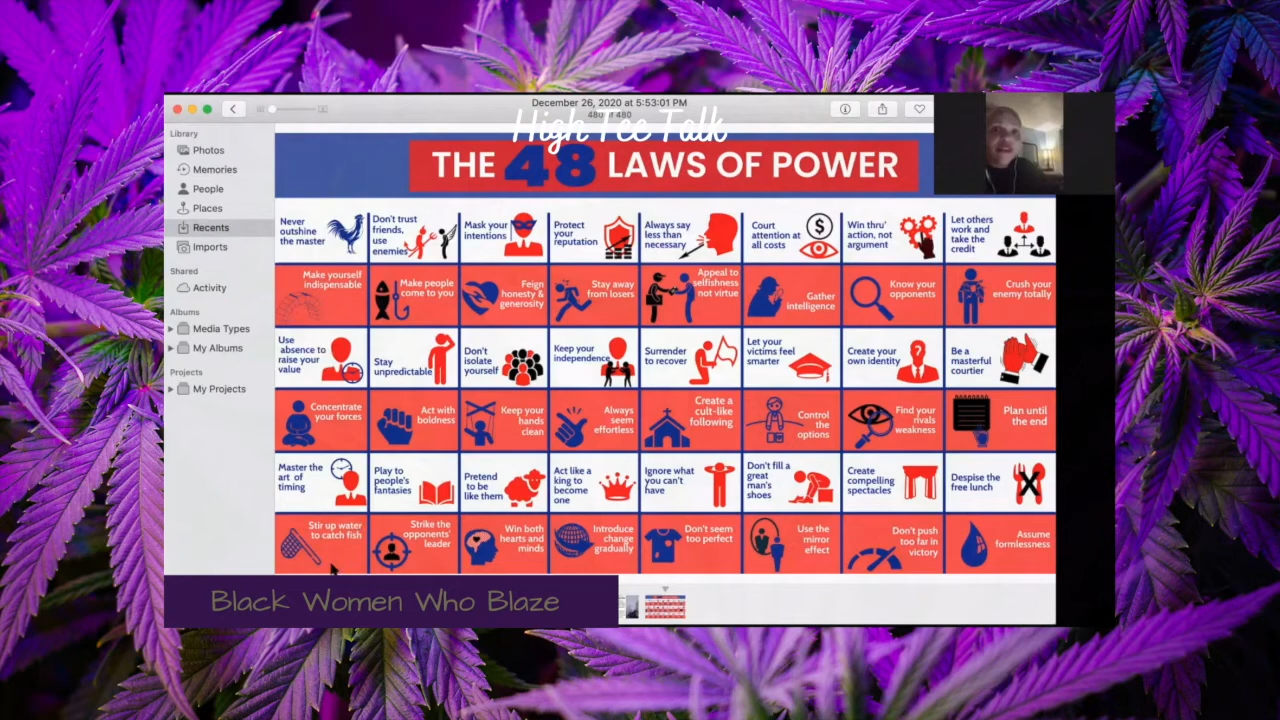 December 26, 2020 at 5:53:01 PM
480 of 480
High Tee Talk
Library
Photos
Memories
People
Places
Recents
Imports
Shared
Activity
Albums
Media Types
My Albums
Projects
My Projects
THE 48 LAWS OF POWER
Never
outshine
the master
Don't trust
friends,
use
enemies
Mask your
intentions
Protect
your
reputation
Always say
less than
necessary
Court
attention at
all costs
Win thru'
action, not
argument
Let others
work and
take the
credit
Make yourself
indispensable
Make people
come to you
Feign
honesty &
generosity
Stay away
from losers
Appeal to
selfishness
not virtue
Gather
intelligence
Know your
opponents
Crush your
enemy totally
Use
absence to
raise your
value
Stay
unpredictable
Don't
isolate
yourself
Keep your
independence
Surrender
to recover
Let your
victims feel
smarter
Create your
own identity
Be a
masterful
courtier
Concentrate
your forces
Act with
boldness
Keep your
hands
clean
Always
seem
effortless
Create a
cult-like
following
Control
the
options
Find your
rivals
weakness
Plan until
the end
Master the
art of
timing
Play to
people's
fantasies
Pretend
to be
like them
Act like a
king to
become
one
Ignore what
you can't
have
Don't fill a
great
man's
shoes
Create
compelling
spectacles
Despise the
free lunch
Stir up water
to catch fish
Strike the
opponents'
leader
Win both
hearts and
minds
Introduce
change
gradually
Don't seem
too perfect
Use the
mirror
effect
Don't push
too far in
victory
Assume
formlessness
Black Women Who Blaze